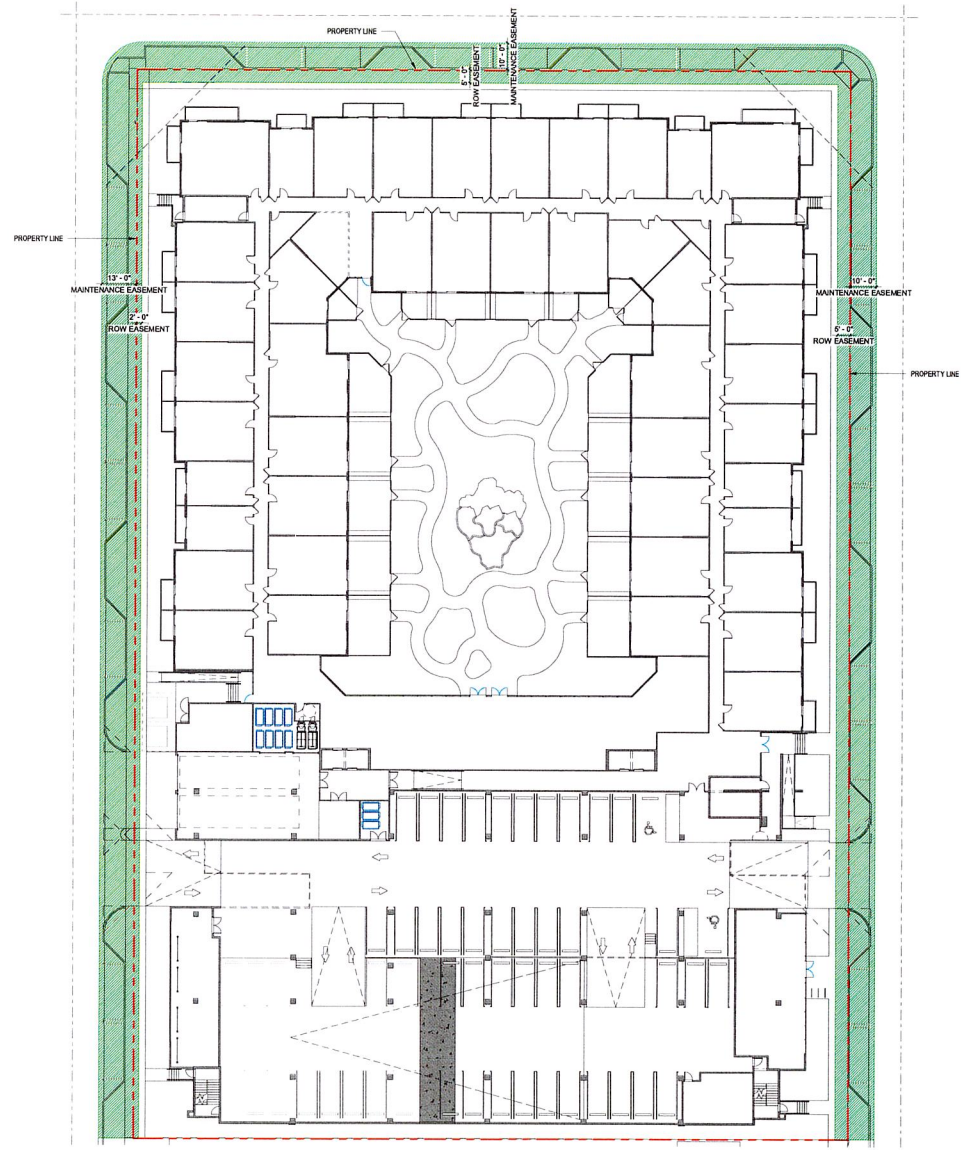 PROPERTY LINE
5' - 0"
ROW EASEMENT
10' - 0"
MAINTENANCE EASEMENT
PROPERTY LINE
13' - 0"
MAINTENANCE EASEMENT
2' - 0"
ROW EASEMENT
10' - 0"
MAINTENANCE EASEMENT
5' - 0"
ROW EASEMENT
PROPERTY LINE